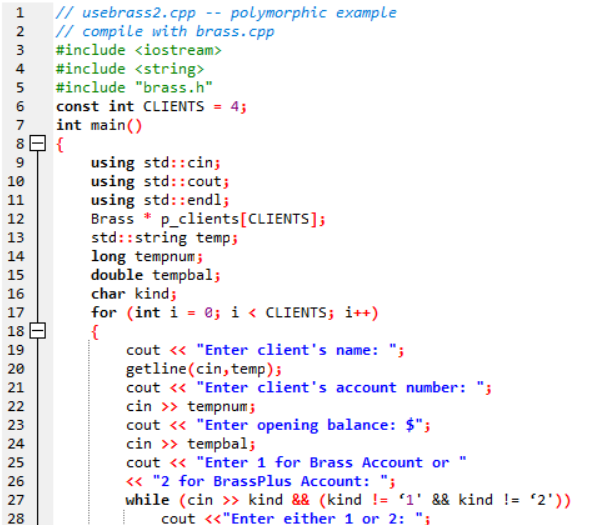 1 // usebrass2.cpp -- polymorphic example
2 // compile with brass.cpp
3 #include <iostream>
4 #include <string>
5 #include "brass.h"
6 const int CLIENTS = 4;
7 int main()
8 {
9 using std::cin;
10 using std::cout;
11 using std::endl;
12 Brass * p_clients[CLIENTS];
13 std::string temp;
14 long tempnum;
15 double tempbal;
16 char kind;
17 for (int i = 0; i < CLIENTS; i++)
18 {
19 cout << "Enter client's name: ";
20 getline(cin,temp);
21 cout << "Enter client's account number: ";
22 cin >> tempnum;
23 cout << "Enter opening balance: $";
24 cin >> tempbal;
25 cout << "Enter 1 for Brass Account or "
26 << "2 for BrassPlus Account: ";
27 while (cin >> kind && (kind != ‘1' && kind != ‘2'))
28 cout <<"Enter either 1 or 2: ";